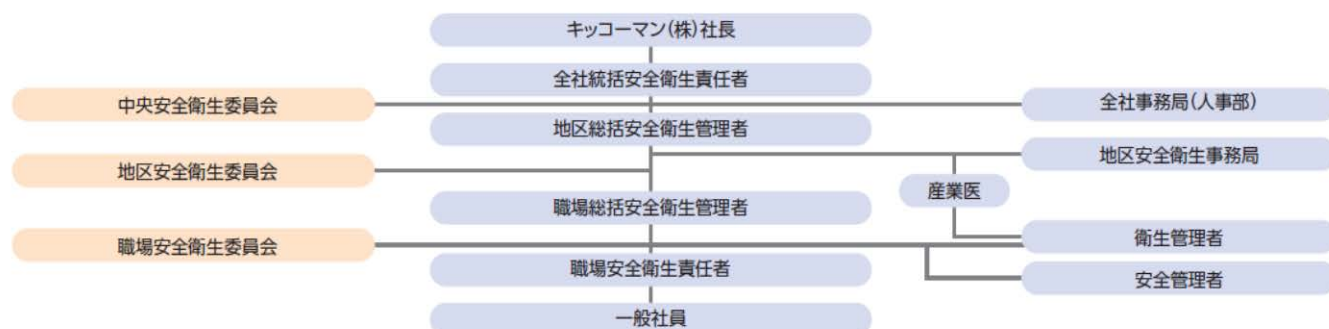 キッコーマン(株)社長
全社統括安全衛生責任者
中央安全衛生委員会
全社事務局(人事部)
地区総括安全衛生管理者
地区安全衛生委員会
地区安全衛生事務局
産業医
職場総括安全衛生管理者
職場安全衛生委員会
衛生管理者
職場安全衛生責任者
安全管理者
一般社員